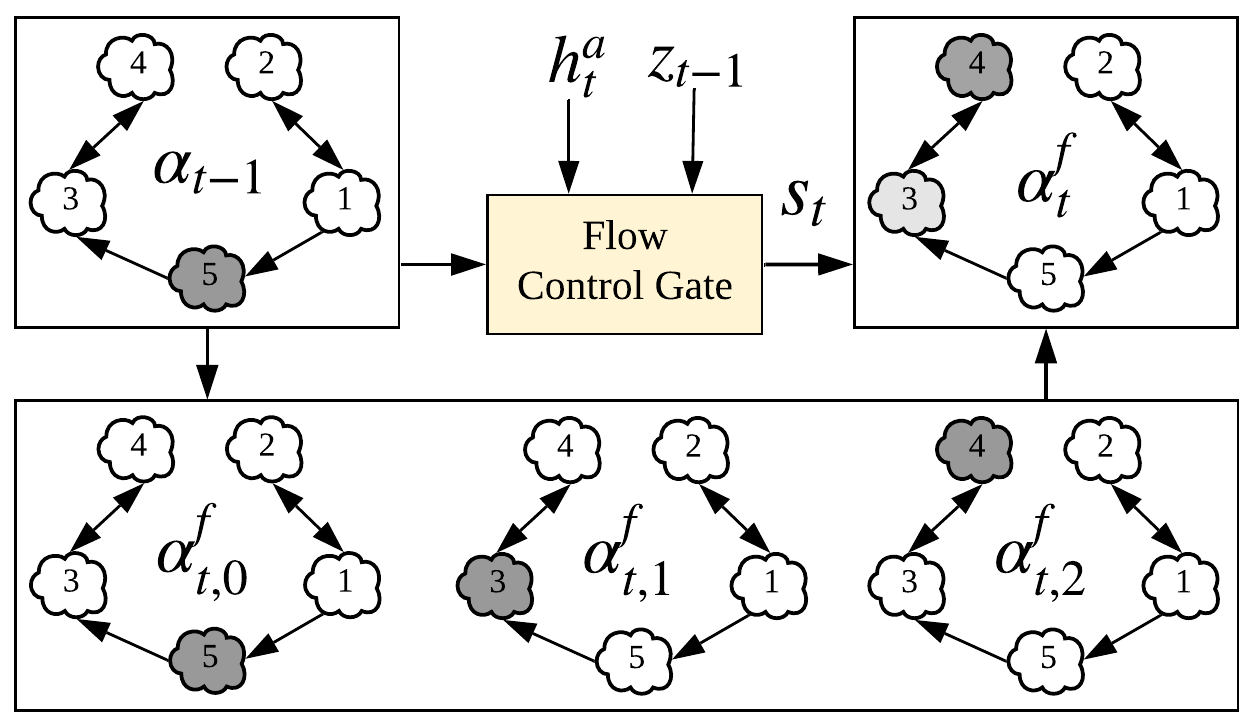 4 2
α_{t−1}
3 1
5
h_t^a z_{t−1}
Flow
Control Gate
s_t
4 2
α_t^f
3 1
5
4 2
α_{t,0}^f
3 1
5
4 2
α_{t,1}^f
3 1
5
4 2
α_{t,2}^f
3 1
5